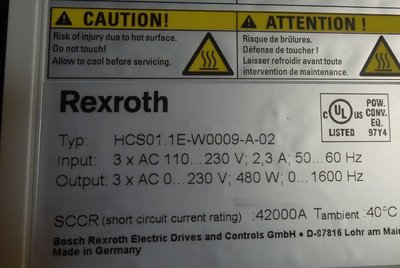 CAUTION!
Risk of injury due to hot surface.
Do not touch!
Allow to cool before servicing.
ATTENTION !
Risque de brûlures.
Défense de toucher !
Laisser refroidir avant toute
intervention de maintenance.
Rexroth
C UL US
LISTED
POW.
CONV.
EQ.
97Y4
Typ: HCS01.1E-W0009-A-02
Input: 3 x AC 110...230 V; 2,3 A; 50...60 Hz
Output: 3 x AC 0...230 V; 480 W; 0...1600 Hz
SCCR (short circuit current rating) :42000A Tambient :40°C
Bosch Rexroth Electric Drives and Controls GmbH • D-97816 Lohr am Main
Made in Germany